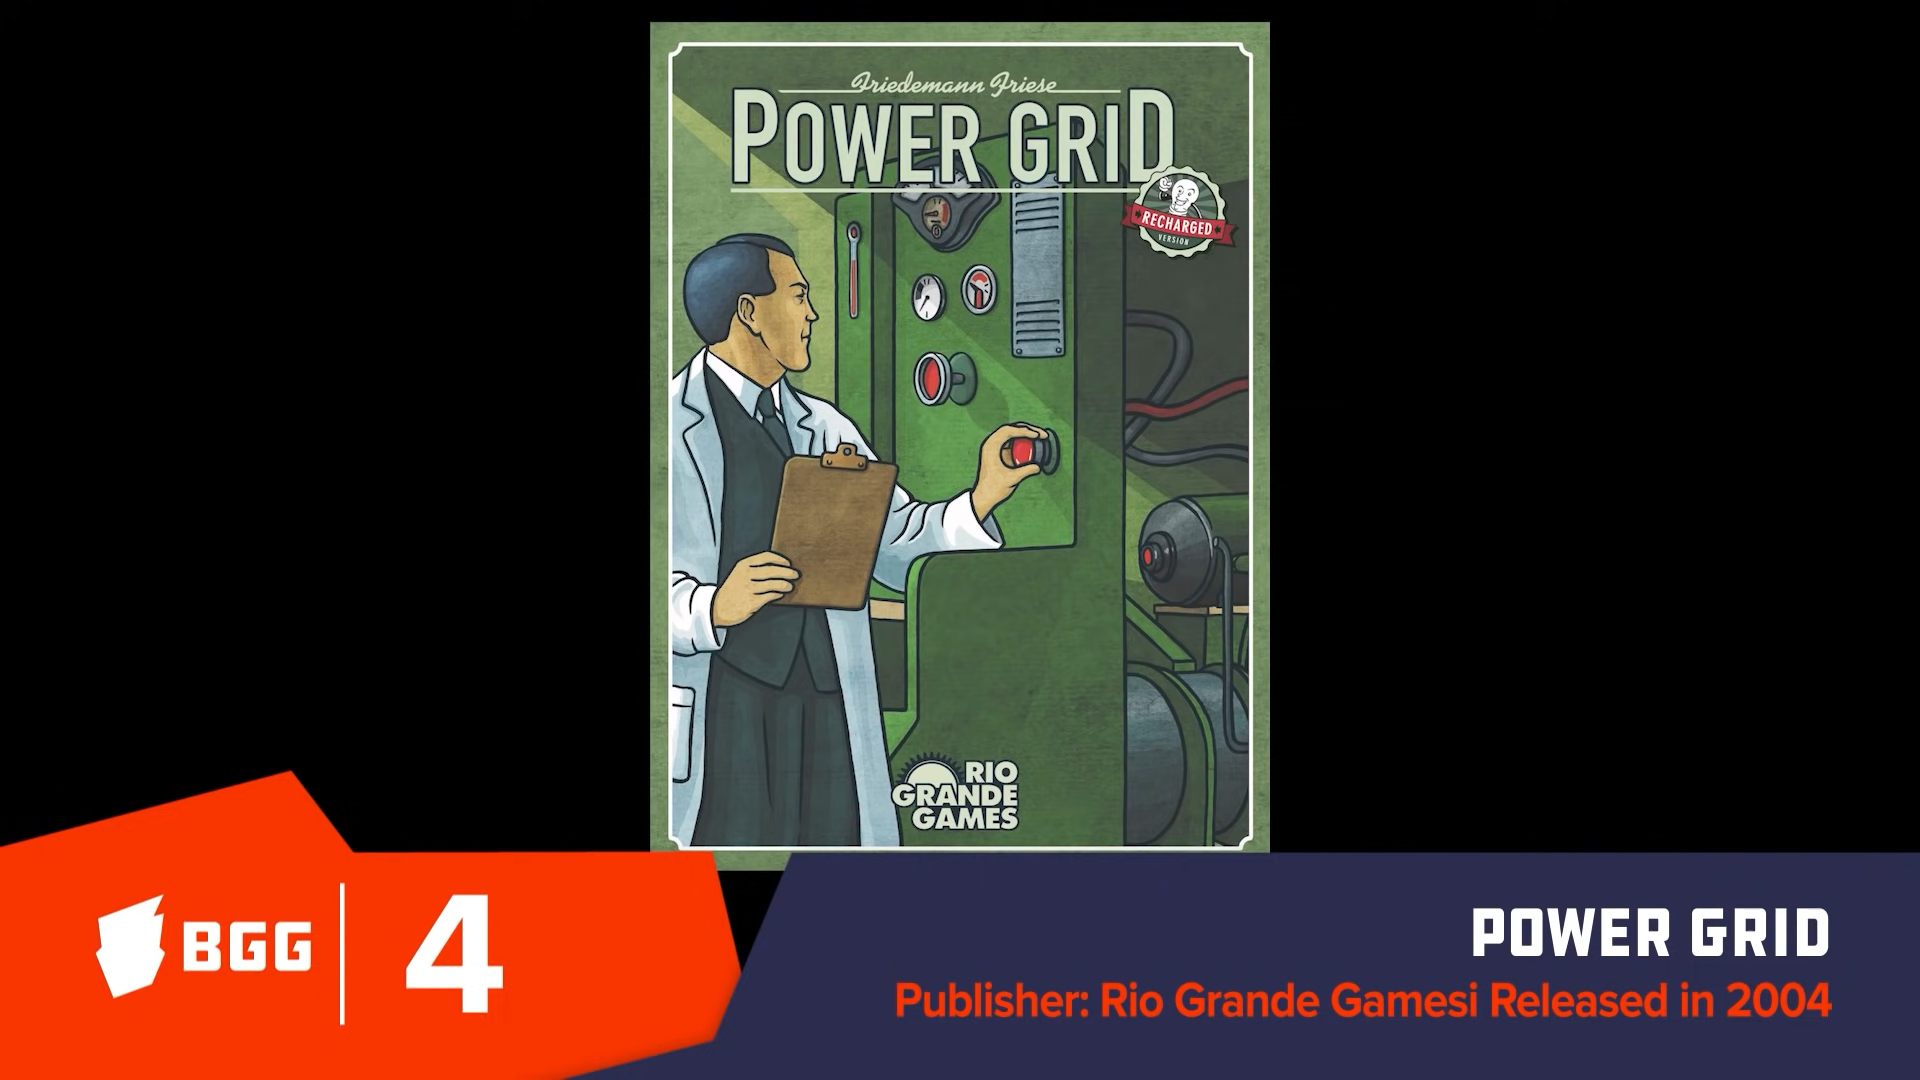 Friedemann Friese
POWER GRID
RECHARGED
VERSION
RIO
GRANDE
GAMES
BGG
4
POWER GRID
Publisher: Rio Grande Gamesi Released in 2004